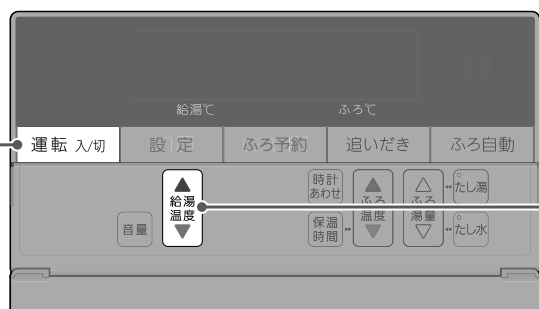 給湯℃ ふろ℃
運転 入/切 設定 ふろ予約 追いだき ふろ自動
給湯
温度
音量
時計
あわせ
保温
時間
ふろ
温度
ふろ
湯量
たし湯
たし水